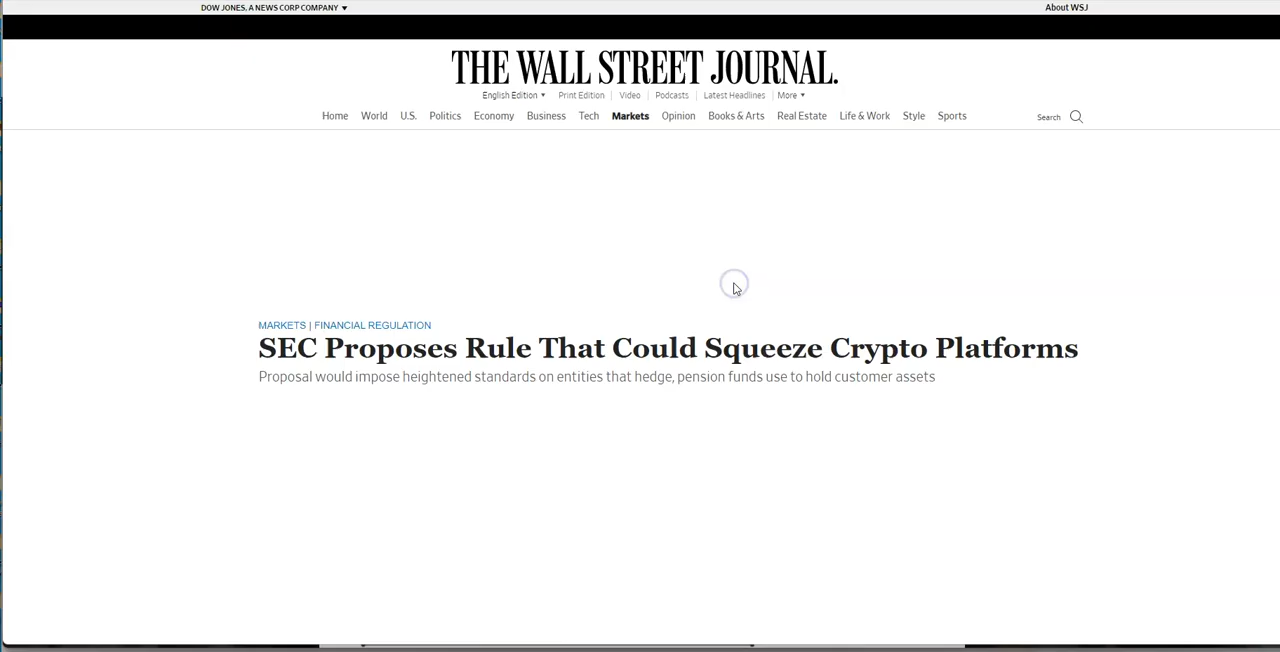 DOW JONES, A NEWS CORP COMPANY ▼
About WSJ
THE WALL STREET JOURNAL.
English Edition ▼ Print Edition | Video | Podcasts | Latest Headlines | More ▼
Home World U.S. Politics Economy Business Tech Markets Opinion Books & Arts Real Estate Life & Work Style Sports
Search
MARKETS | FINANCIAL REGULATION
SEC Proposes Rule That Could Squeeze Crypto Platforms
Proposal would impose heightened standards on entities that hedge, pension funds use to hold customer assets